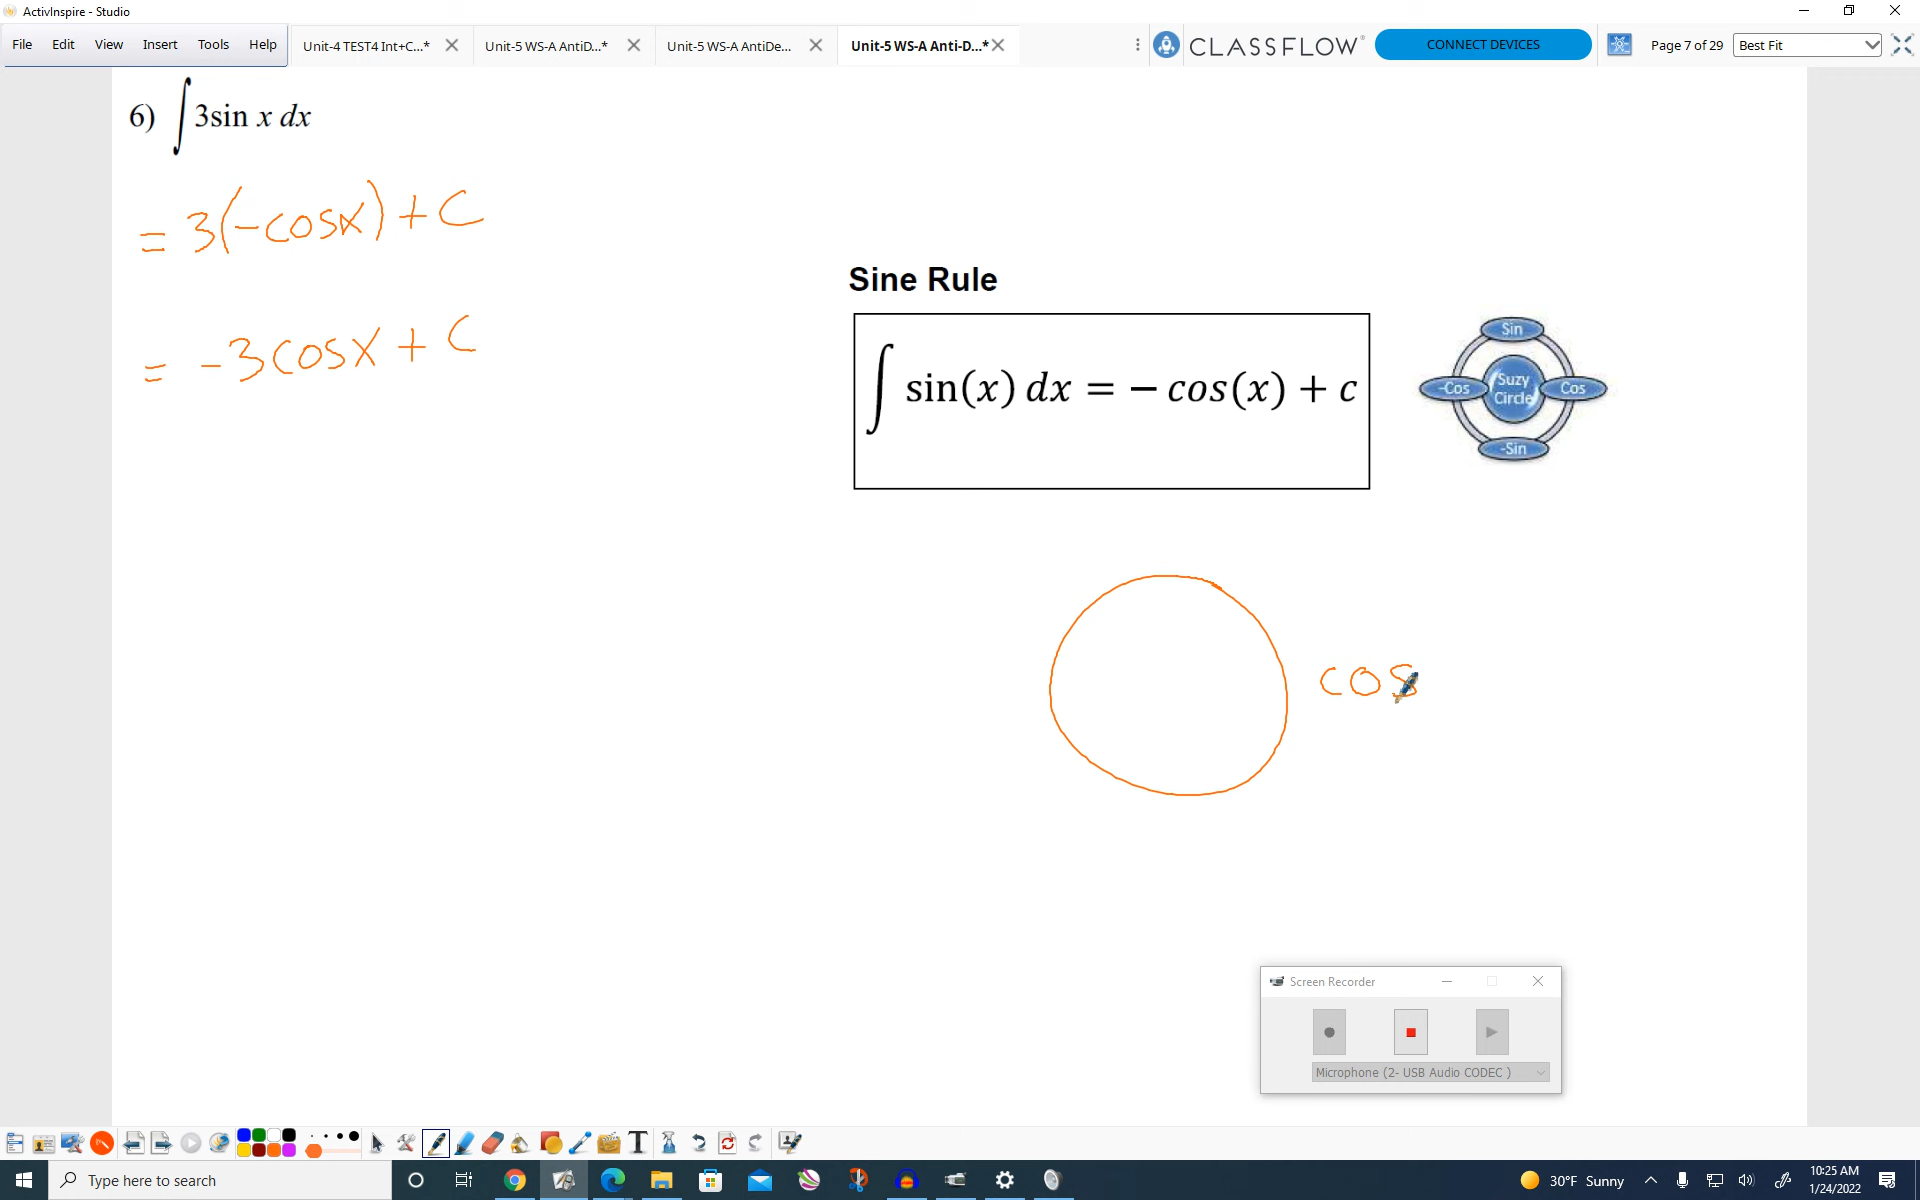 ActivInspire - Studio
File Edit View Insert Tools Help
Unit-4 TEST4 Int+C...*
Unit-5 WS-A AntiD...*
Unit-5 WS-A AntiDe...
Unit-5 WS-A Anti-D...*
CLASSFLOW
CONNECT DEVICES
Page 7 of 29
Best Fit
6) ∫3sin x dx
= 3(-cosx) + C
= -3cosx + C
Sine Rule
∫ sin(x) dx = − cos(x) + c
Sin
-Cos
Suzy
Circle
Cos
-Sin
cos
Screen Recorder
Microphone (2- USB Audio CODEC )
T
Type here to search
30°F Sunny
10:25 AM
1/24/2022